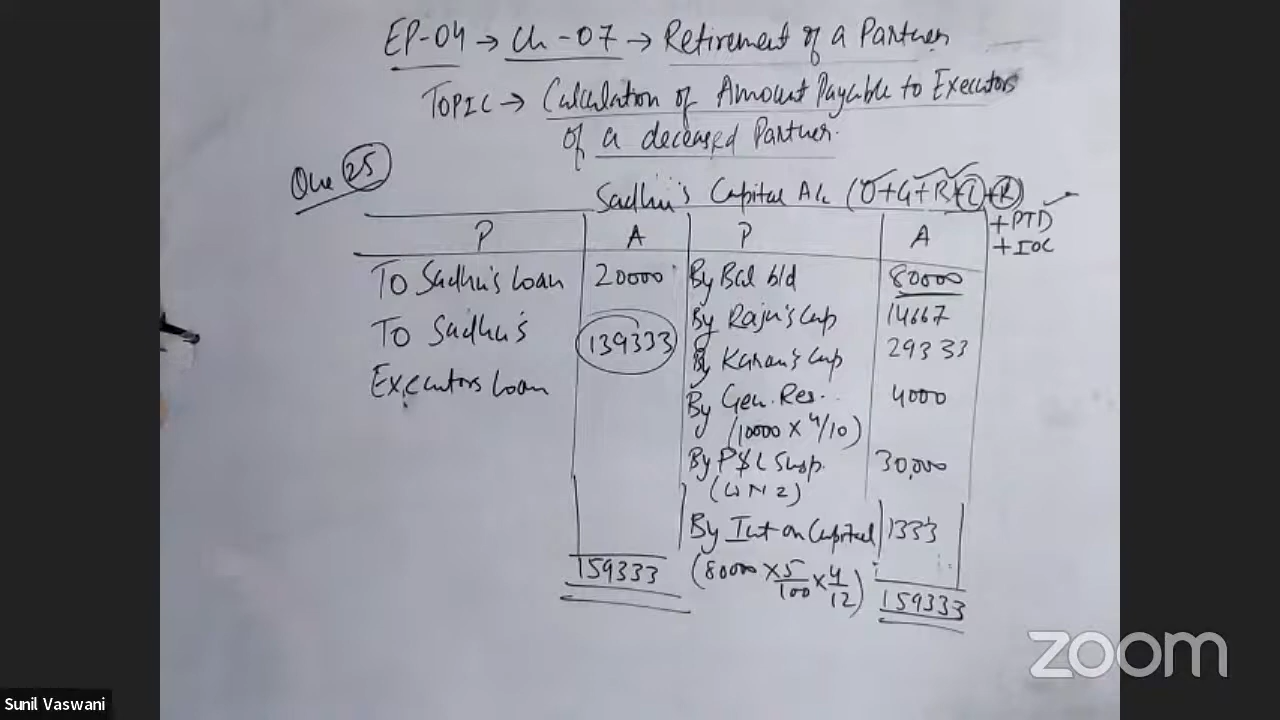 EP-04 → Ch-07 → Retirement of a Partner
TOPIC → Calculation of Amount Payable to Executors
of a deceased Partner.
Que 25
Sadhu's Capital A/c (O+G+R+L+R
+PTD
+IOC
P A P A
To Sadhu's Loan 20000 By Bal b/d 80000
To Sadhu's 139333 By Raju's Cap 14667
Executors Loan By Karan's Cap 29333
By Gen. Res. 4000
(10000 x 4/10)
By P$L Susp. 30,000
(WN2)
By Int on Capital 1333
159333 (80000 x 5/100 x 4/12) 159333
zoom
Sunil Vaswani